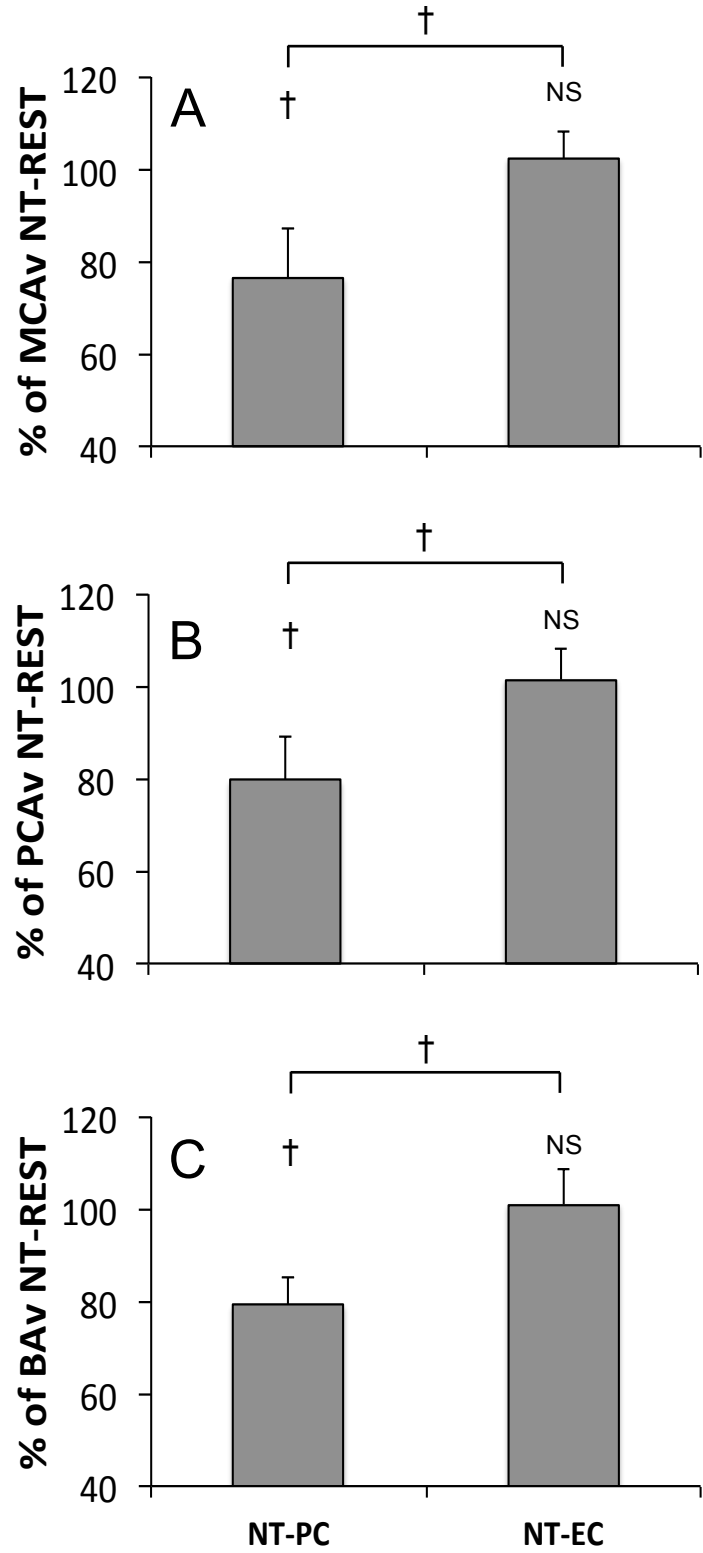 †
120
A
†
NS
100
80
60
40
% of MCAv NT-REST
†
120
B
†
NS
100
80
60
40
% of PCAv NT-REST
†
120
C
†
NS
100
80
60
40
% of BAv NT-REST
NT-PC NT-EC